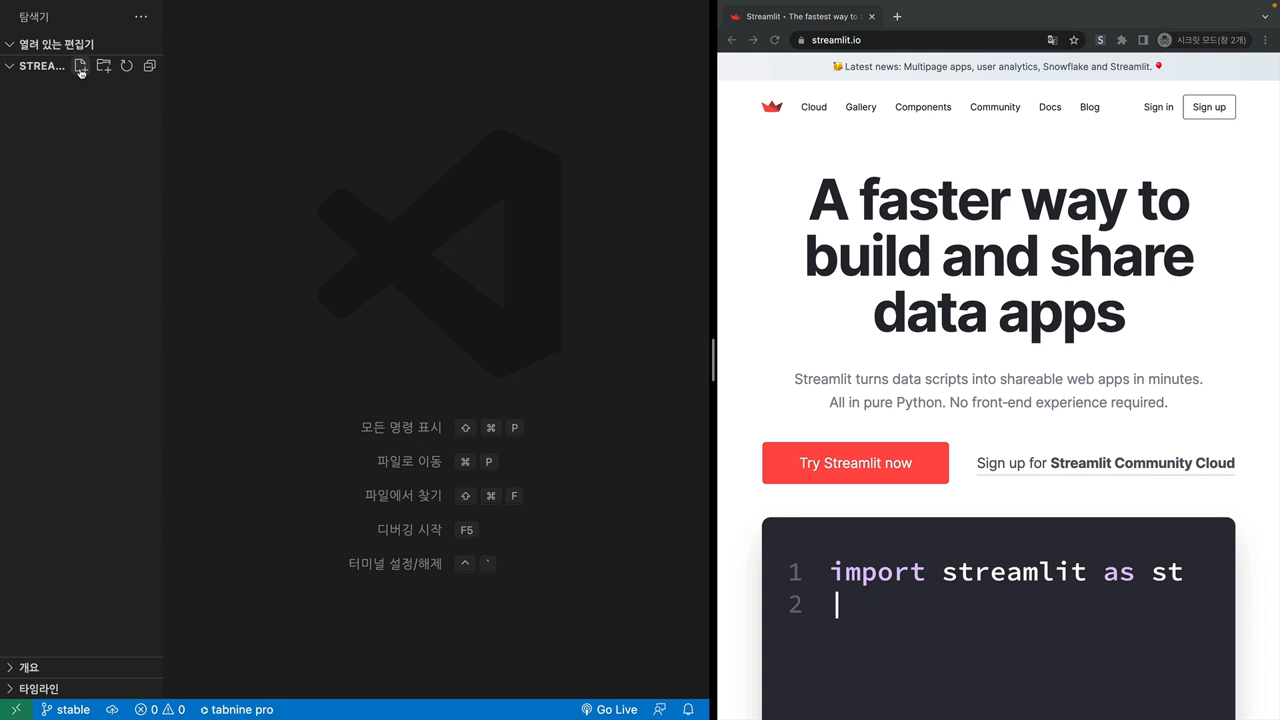 탐색기
열려 있는 편집기
STREA...
모든 명령 표시 ⇧ ⌘ P
파일로 이동 ⌘ P
파일에서 찾기 ⇧ ⌘ F
디버깅 시작 F5
터미널 설정/해제 ^ `
개요
타임라인
stable 0 0 tabnine pro Go Live
Streamlit • The fastest way to
streamlit.io
시크릿 모드(창 2개)
Latest news: Multipage apps, user analytics, Snowflake and Streamlit.
Cloud Gallery Components Community Docs Blog Sign in Sign up
A faster way to
build and share
data apps
Streamlit turns data scripts into shareable web apps in minutes.
All in pure Python. No front-end experience required.
Try Streamlit now
Sign up for Streamlit Community Cloud
1 import streamlit as st
2